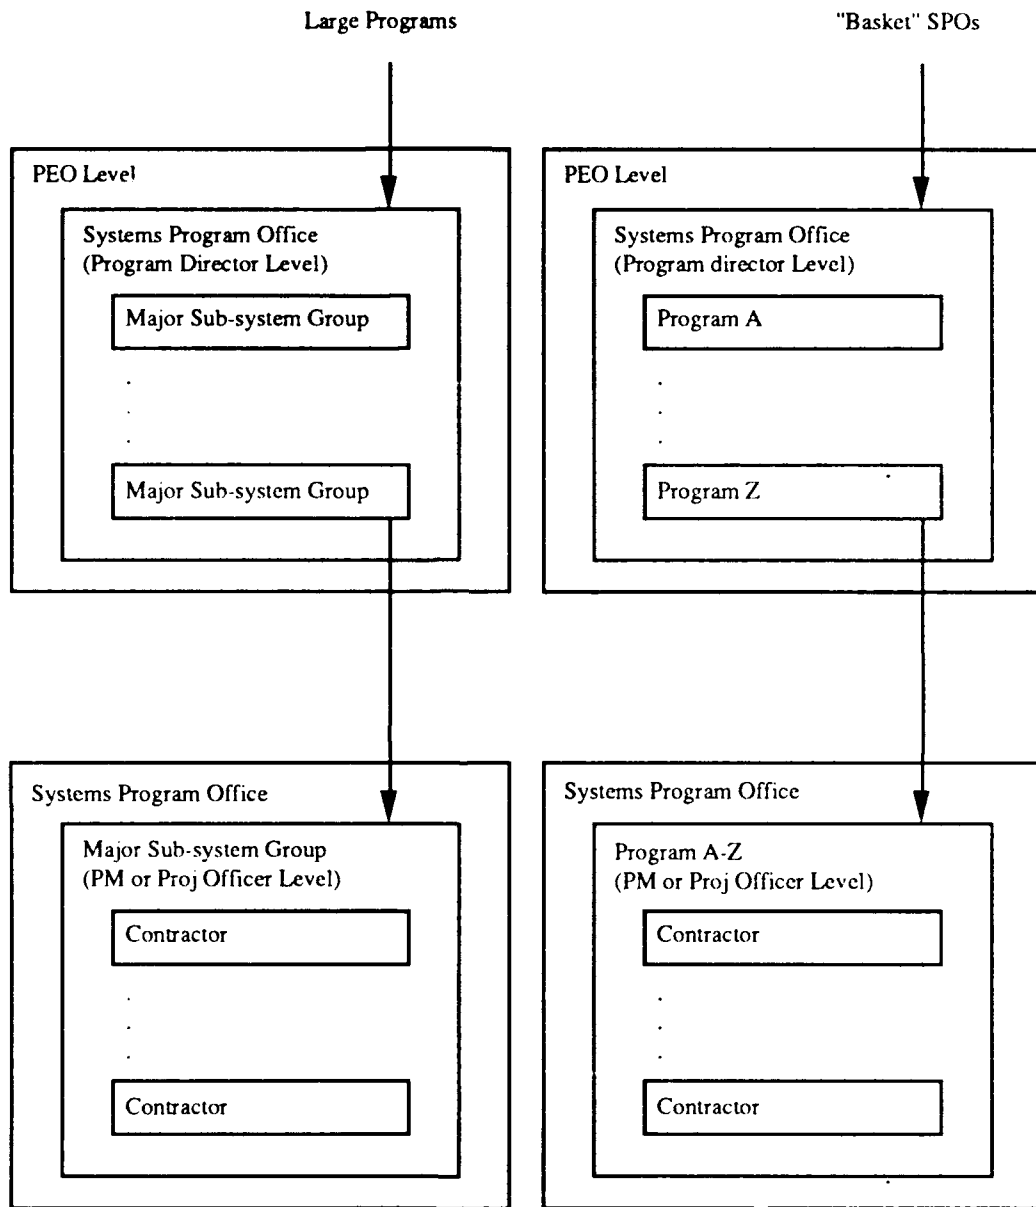 Large Programs
"Basket" SPOs
PEO Level
Systems Program Office
(Program Director Level)
Major Sub-system Group
.
.
.
Major Sub-system Group
PEO Level
Systems Program Office
(Program director Level)
Program A
.
.
.
Program Z
Systems Program Office
Major Sub-system Group
(PM or Proj Officer Level)
Contractor
.
.
.
Contractor
Systems Program Office
Program A-Z
(PM or Proj Officer Level)
Contractor
.
.
.
Contractor